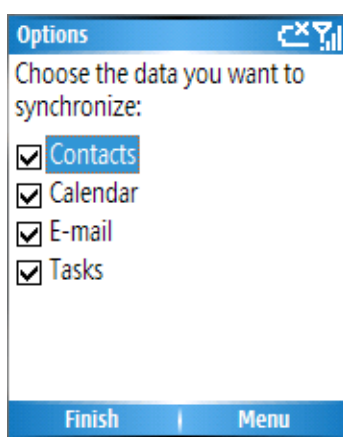 Options
Choose the data you want to
synchronize:
Contacts
Calendar
E-mail
Tasks
Finish
Menu